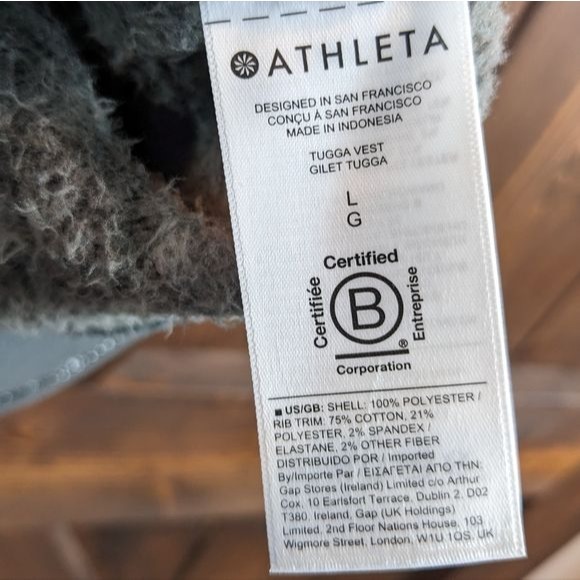 ATHLETA
DESIGNED IN SAN FRANCISCO
CONÇU À SAN FRANCISCO
MADE IN INDONESIA
TUGGA VEST
GILET TUGGA
L
G
Certified
Certifiée
B
Entreprise
®
Corporation
■ US/GB: SHELL: 100% POLYESTER /
RIB TRIM: 75% COTTON, 21%
POLYESTER, 2% SPANDEX /
ELASTANE, 2% OTHER FIBER
DISTRIBUIDO POR / Imported
By/Importe Par / ΕΙΣΑΓΕΤΑΙ ΑΠΟ ΤΗΝ:
Gap Stores (Ireland) Limited c/o Arthur
Cox, 10 Earlsfort Terrace, Dublin 2, D02
T380, Ireland, Gap (UK Holdings)
Limited, 2nd Floor Nations House, 103
Wigmore Street, London, W1U 1QS, UK